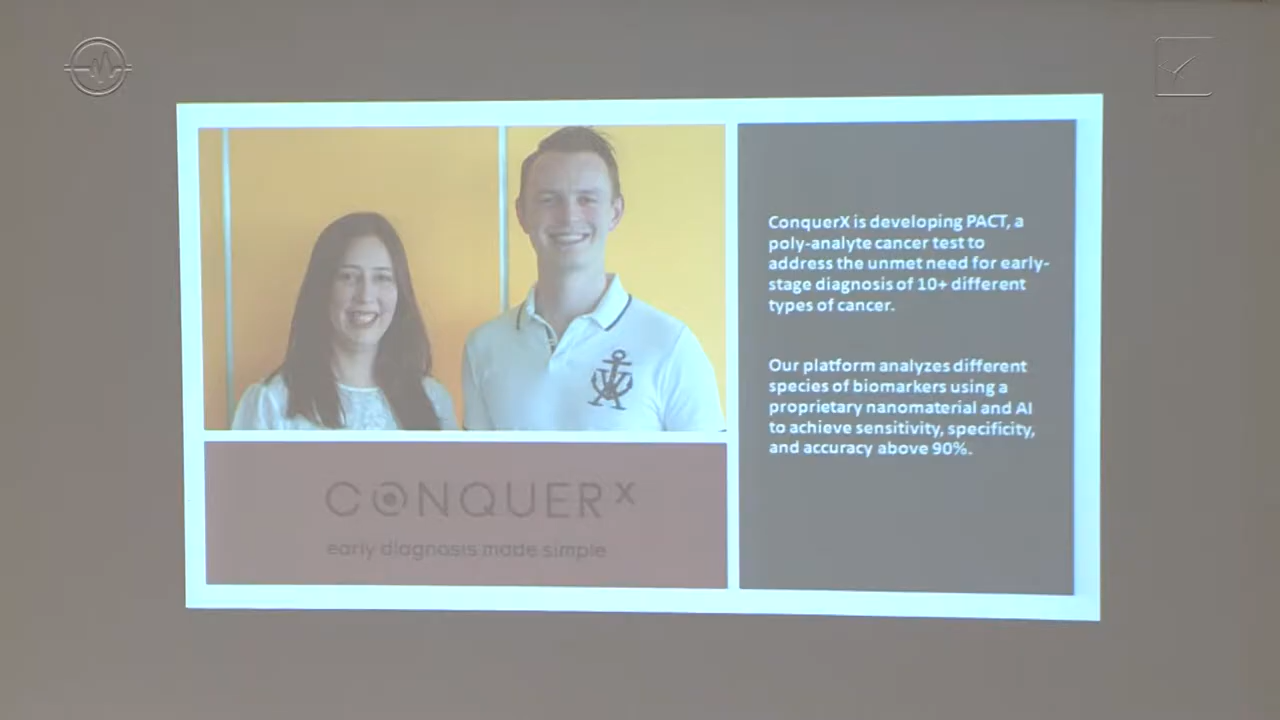 ConquerX is developing PACT, a
poly-analyte cancer test to
address the unmet need for early-
stage diagnosis of 10+ different
types of cancer.
Our platform analyzes different
species of biomarkers using a
proprietary nanomaterial and AI
to achieve sensitivity, specificity,
and accuracy above 90%.
CONQUER X
early diagnosis made simple